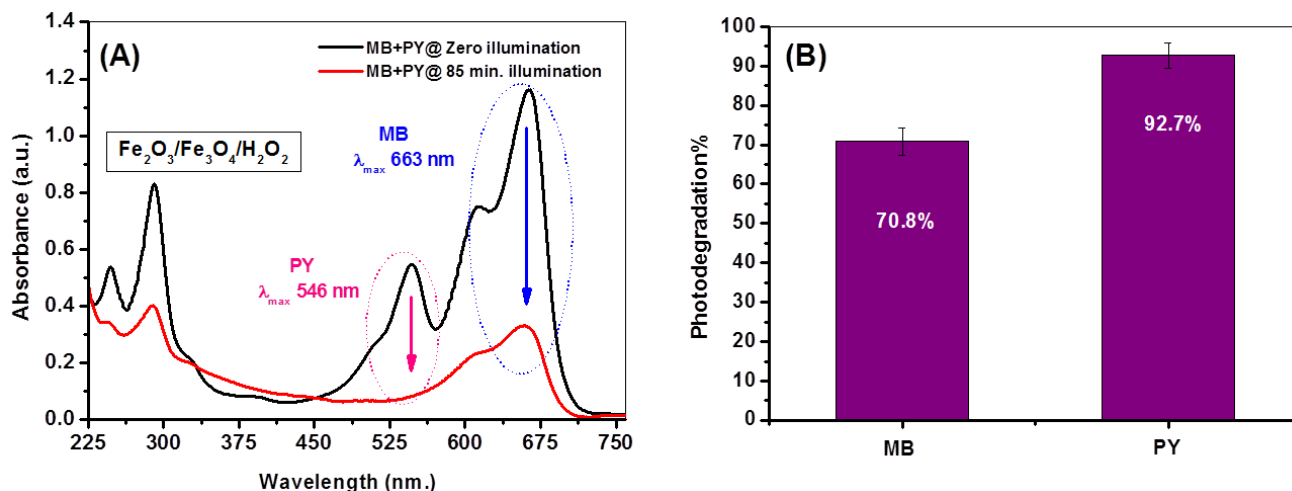 (A)
MB+PY@ Zero illumination
MB+PY@ 85 min. illumination
Fe₂O₃/Fe₃O₄/H₂O₂
MB
λmax 663 nm
PY
λmax 546 nm
Absorbance (a.u.)
1.4
1.2
1.0
0.8
0.6
0.4
0.2
0.0
225 300 375 450 525 600 675 750
Wavelength (nm.)
(B)
Photodegradation%
100
90
80
70
60
50
40
30
20
10
0
70.8%
92.7%
MB PY